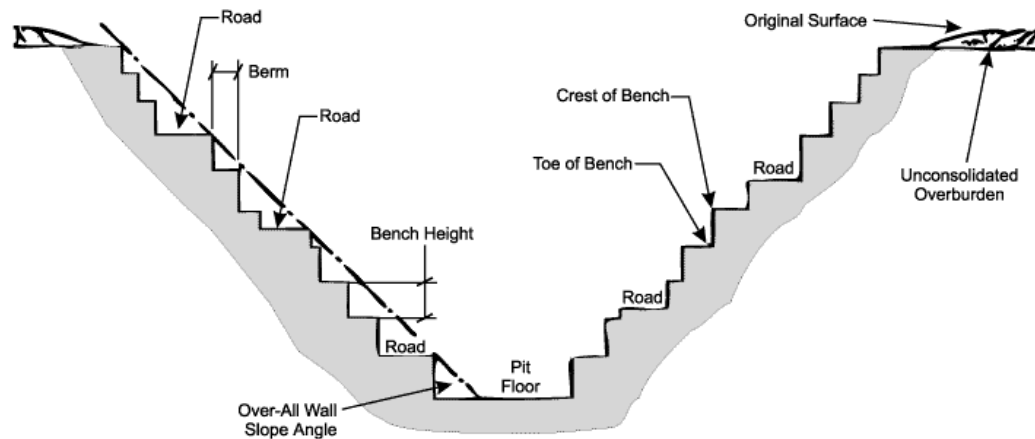 Road
Original Surface
Berm
Road
Crest of Bench
Toe of Bench
Road
Unconsolidated
Overburden
Bench Height
Road
Road
Pit
Floor
Over-All Wall
Slope Angle